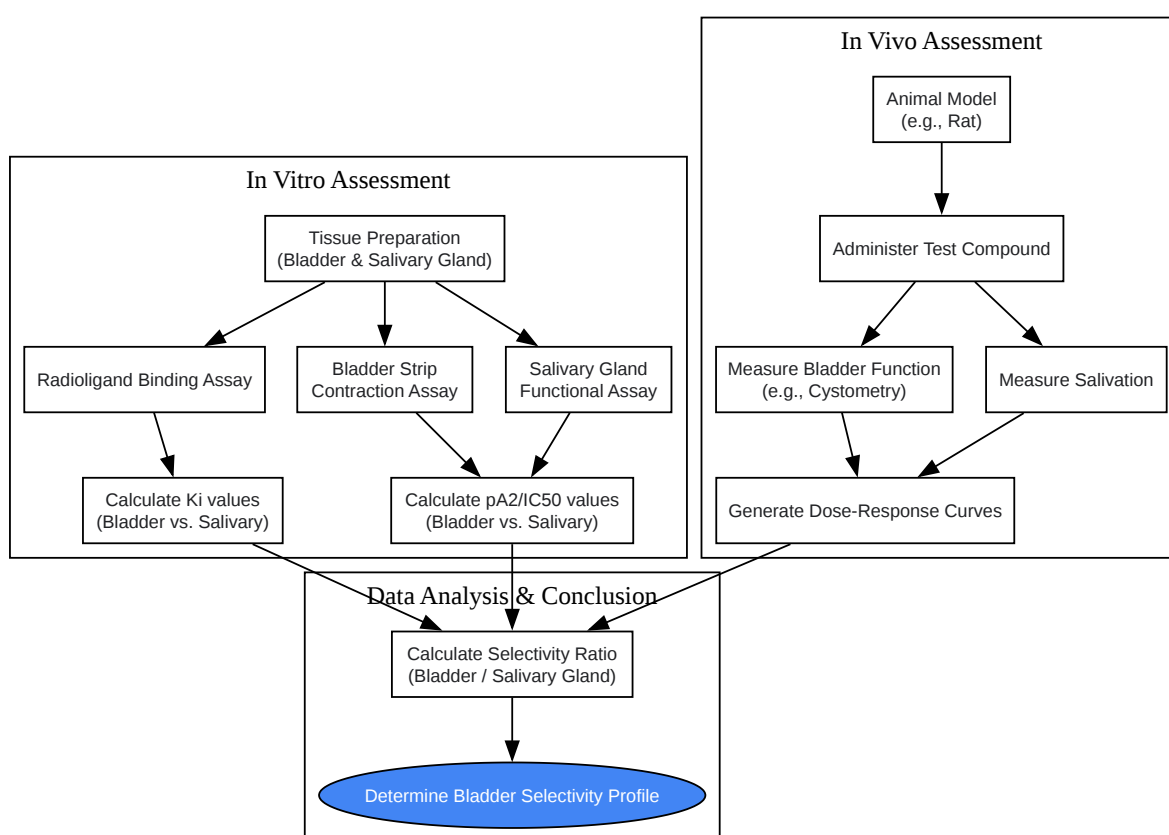 In Vivo Assessment
Animal Model
(e.g., Rat)
In Vitro Assessment
Tissue Preparation
(Bladder & Salivary Gland)
Administer Test Compound
Radioligand Binding Assay
Bladder Strip
Contraction Assay
Salivary Gland
Functional Assay
Measure Bladder Function
(e.g., Cystometry)
Measure Salivation
Calculate Ki values
(Bladder vs. Salivary)
Calculate pA2/IC50 values
(Bladder vs. Salivary)
Generate Dose-Response Curves
Data Analysis & Conclusion
Calculate Selectivity Ratio
(Bladder / Salivary Gland)
Determine Bladder Selectivity Profile